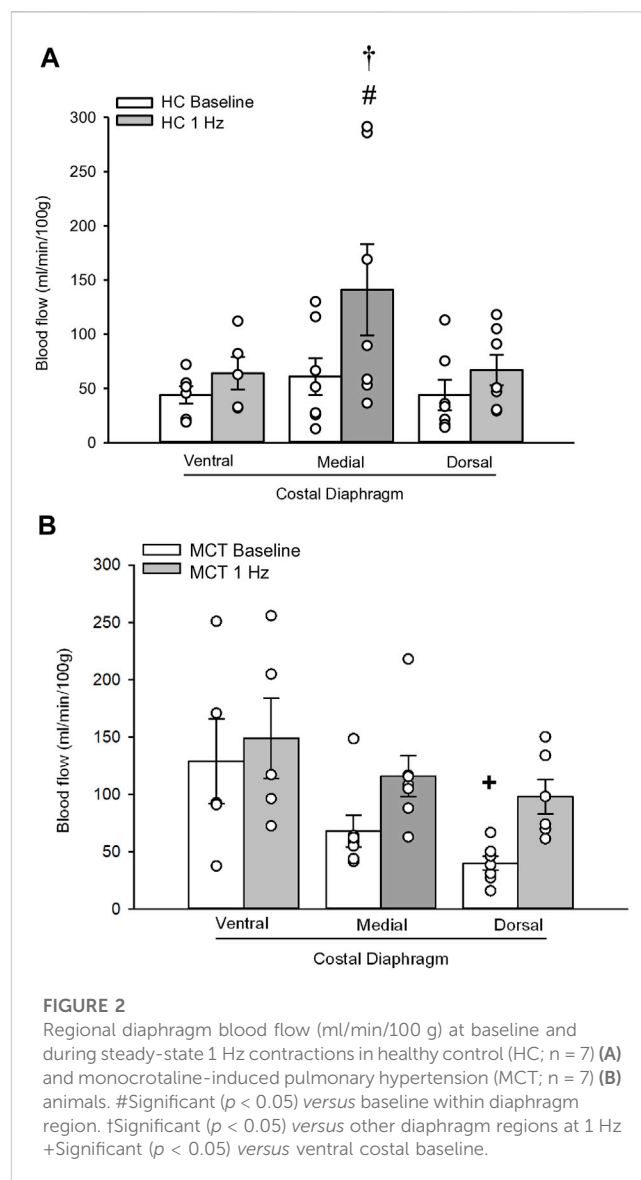 A
†
#
HC Baseline
HC 1 Hz
300
250
200
150
100
50
0
Blood flow (ml/min/100g)
Ventral
Medial
Dorsal
Costal Diaphragm
B
MCT Baseline
MCT 1 Hz
300
250
200
150
100
50
0
Blood flow (ml/min/100g)
+
Ventral
Medial
Dorsal
Costal Diaphragm
FIGURE 2
Regional diaphragm blood flow (ml/min/100 g) at baseline and
during steady-state 1 Hz contractions in healthy control (HC; n = 7) (A)
and monocrotaline-induced pulmonary hypertension (MCT; n = 7) (B)
animals. #Significant (p < 0.05) versus baseline within diaphragm
region. †Significant (p < 0.05) versus other diaphragm regions at 1 Hz
+Significant (p < 0.05) versus ventral costal baseline.